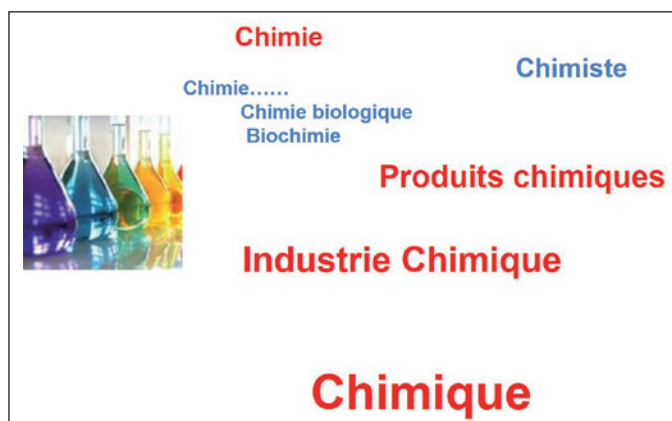 Chimie
Chimiste
Chimie……
Chimie biologique
Biochimie
Produits chimiques
Industrie Chimique
Chimique